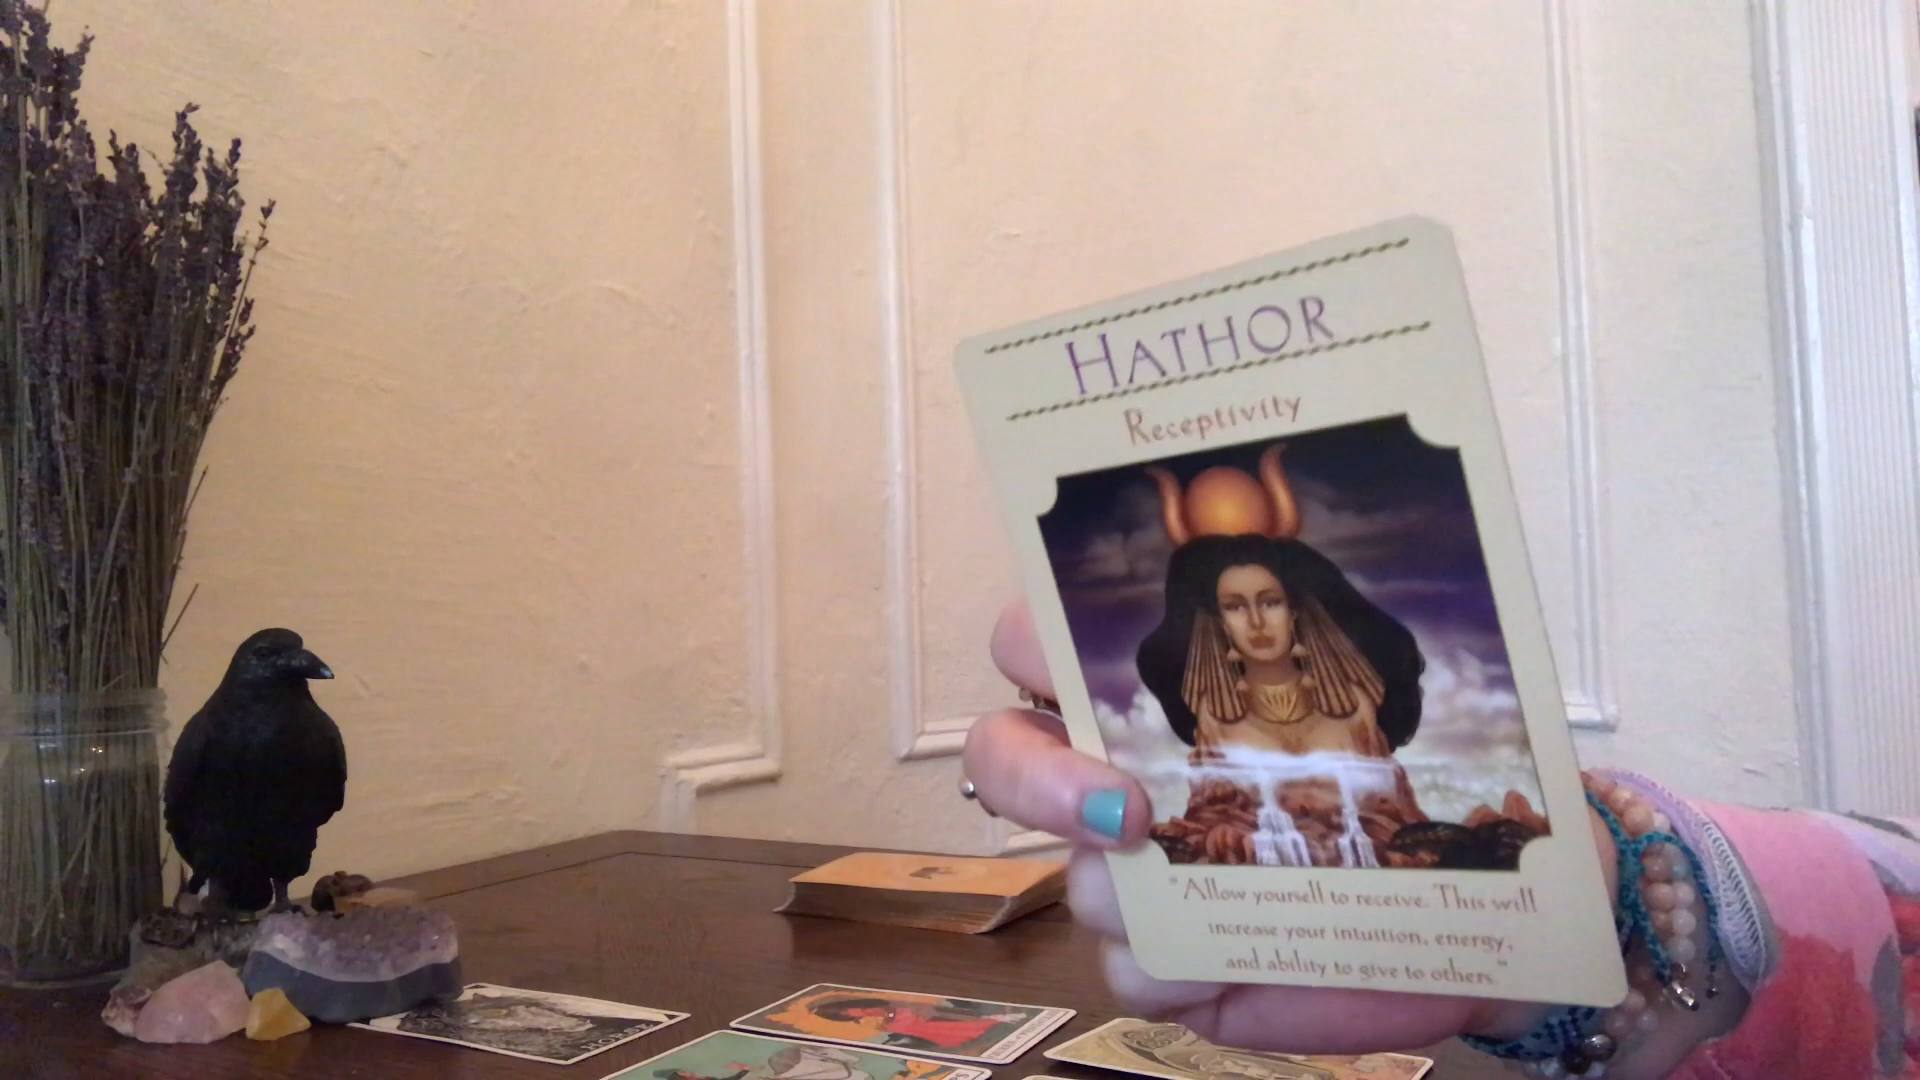 HATHOR
Receptivity
"Allow yourself to receive. This will
increase your intuition, energy,
and ability to give to others."